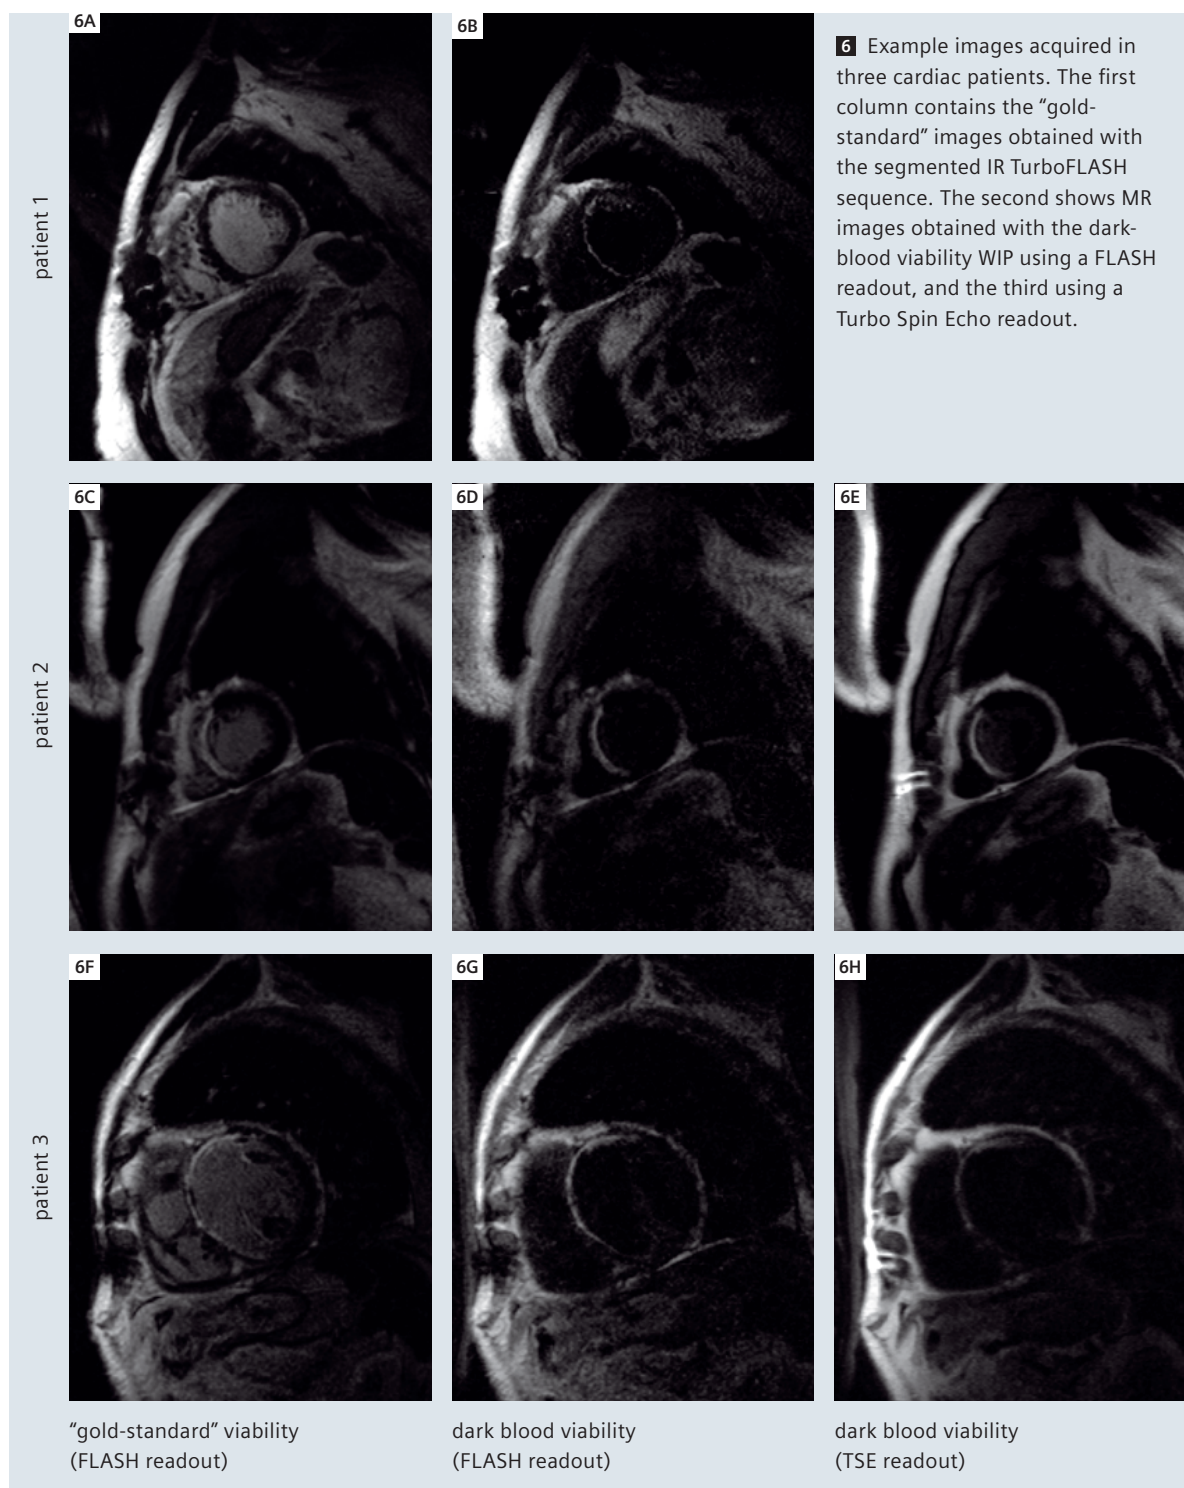 6A
6B
6 Example images acquired in
three cardiac patients. The first
column contains the “gold-
standard” images obtained with
the segmented IR TurboFLASH
sequence. The second shows MR
images obtained with the dark-
blood viability WIP using a FLASH
readout, and the third using a
Turbo Spin Echo readout.
patient 1
6C
6D
6E
patient 2
6F
6G
6H
patient 3
“gold-standard” viability
(FLASH readout)
dark blood viability
(FLASH readout)
dark blood viability
(TSE readout)